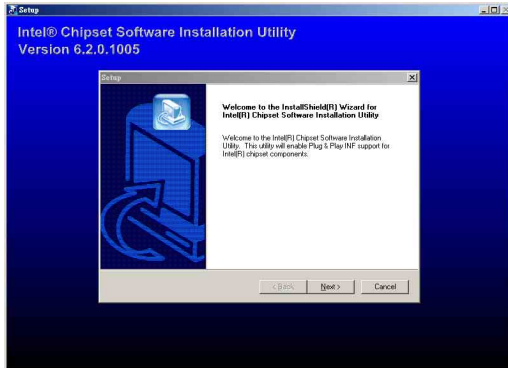 Setup
Intel® Chipset Software Installation Utility
Version 6.2.0.1005
Setup
Welcome to the InstallShield(R) Wizard for
Intel(R) Chipset Software Installation Utility
Welcome to the Intel(R) Chipset Software Installation
Utility. This utility will enable Plug & Play INF support for
Intel(R) chipset components.
< Back
Next >
Cancel